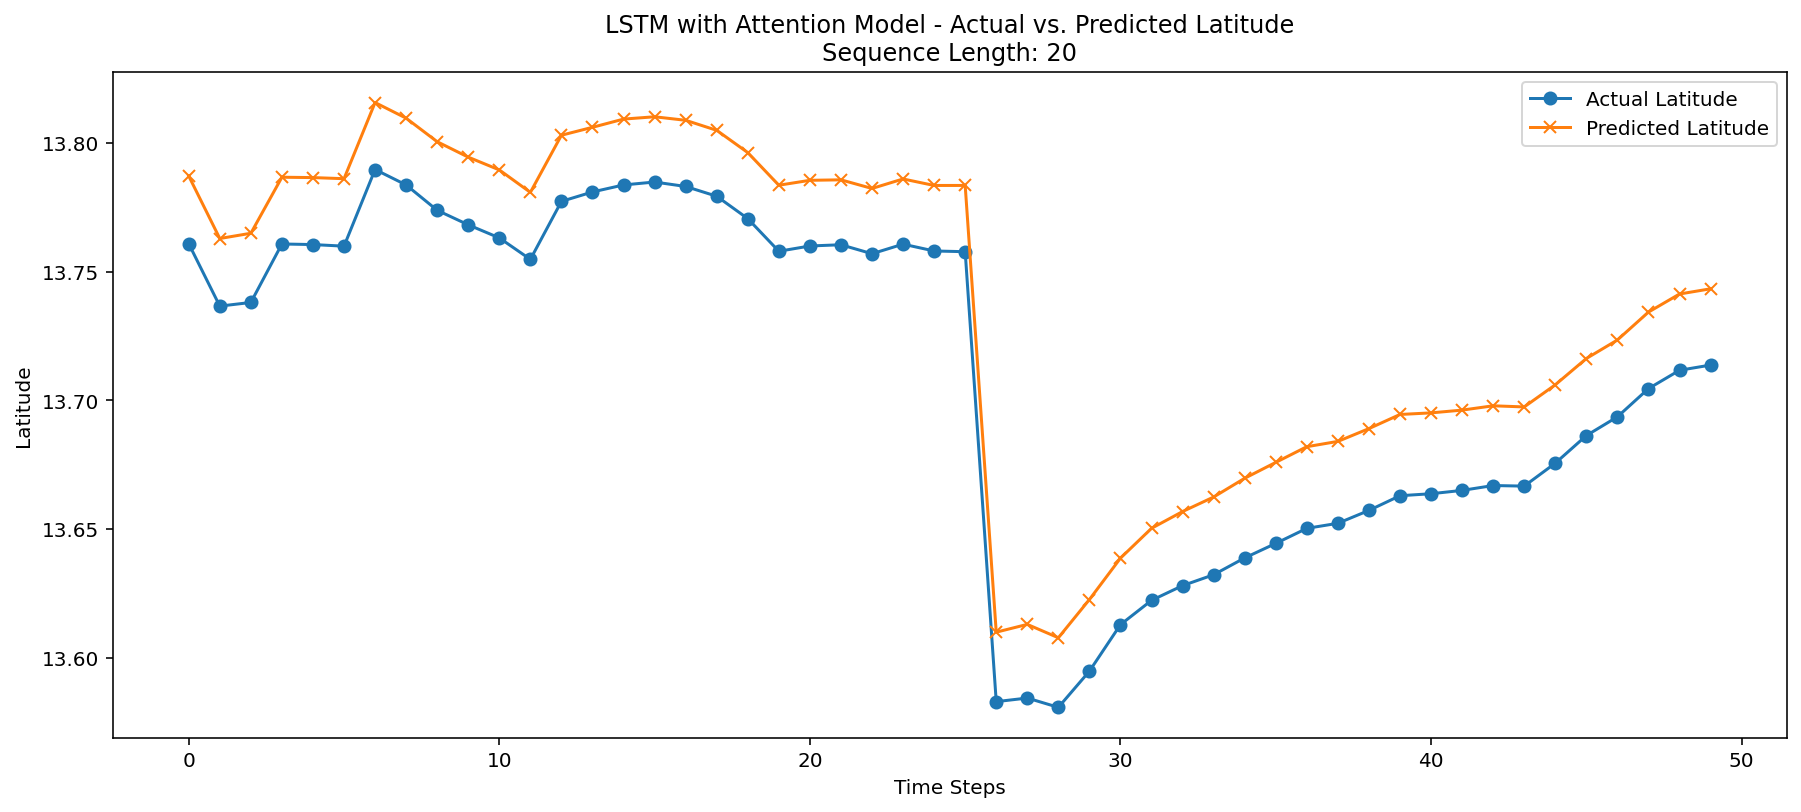 LSTM with Attention Model - Actual vs. Predicted Latitude
Sequence Length: 20
Actual Latitude
Predicted Latitude
Latitude
13.80
13.75
13.70
13.65
13.60
0
10
20
30
40
50
Time Steps